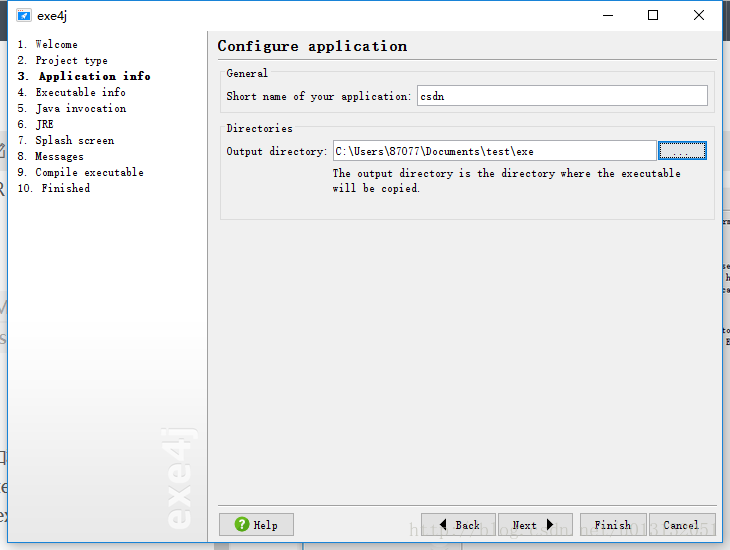 exe4j
1. Welcome
2. Project type
3. Application info
4. Executable info
5. Java invocation
6. JRE
7. Splash screen
8. Messages
9. Compile executable
10. Finished
exe4j
Configure application
General
Short name of your application: csdn
Directories
Output directory: C:\Users\87077\Documents\test\exe ...
The output directory is the directory where the executable
will be copied.
Help Back Next Finish Cancel